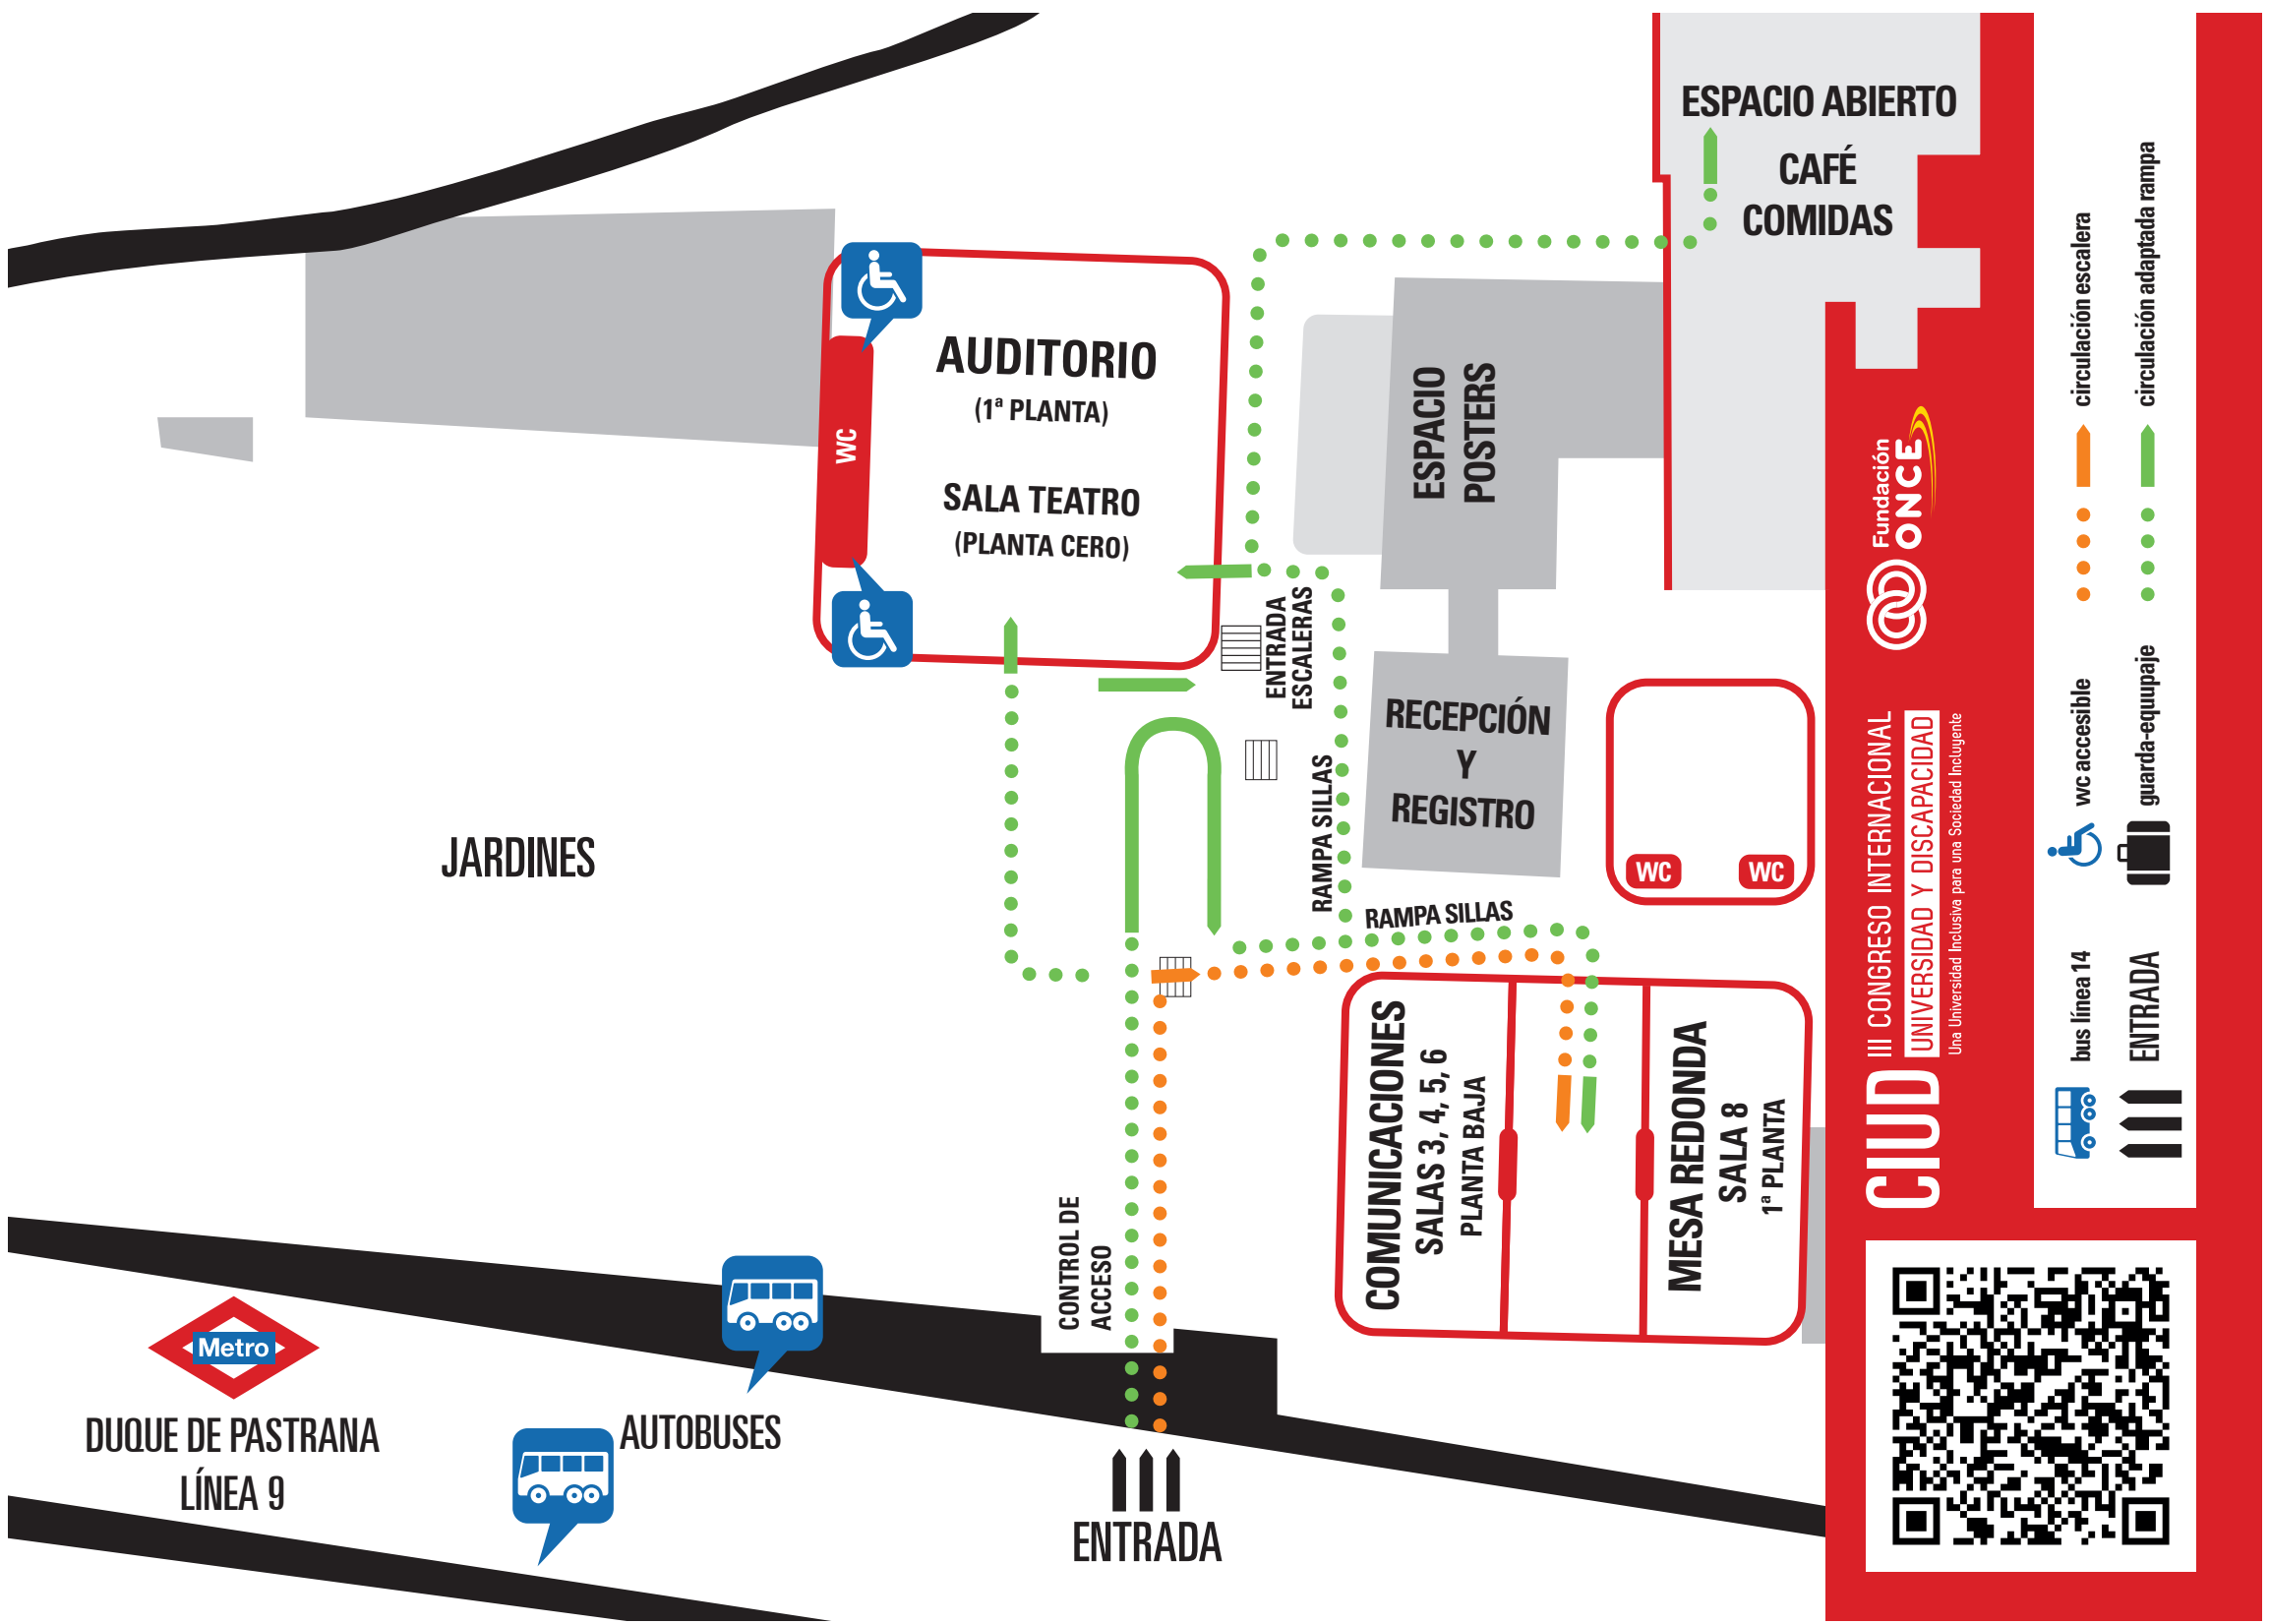 ESPACIO ABIERTO
CAFÉ
COMIDAS
AUDITORIO
(1ª PLANTA)
SALA TEATRO
(PLANTA CERO)
WC
ESPACIO
POSTERS
ENTRADA
ESCALERAS
RECEPCIÓN
Y
REGISTRO
RAMPA SILLAS
RAMPA SILLAS
WC
WC
JARDINES
COMUNICACIONES
SALAS 3, 4, 5, 6
PLANTA BAJA
MESA REDONDA
SALA 8
1ª PLANTA
CONTROL DE
ACCESO
Metro
DUQUE DE PASTRANA
LÍNEA 9
AUTOBUSES
ENTRADA
CIUD
III CONGRESO INTERNACIONAL
UNIVERSIDAD Y DISCAPACIDAD
Una Universidad Inclusiva para una Sociedad Incluyente
Fundación
ONCE
bus línea 14
wc accesible
circulación escalera
ENTRADA
guarda-equupaje
circulación adaptada rampa